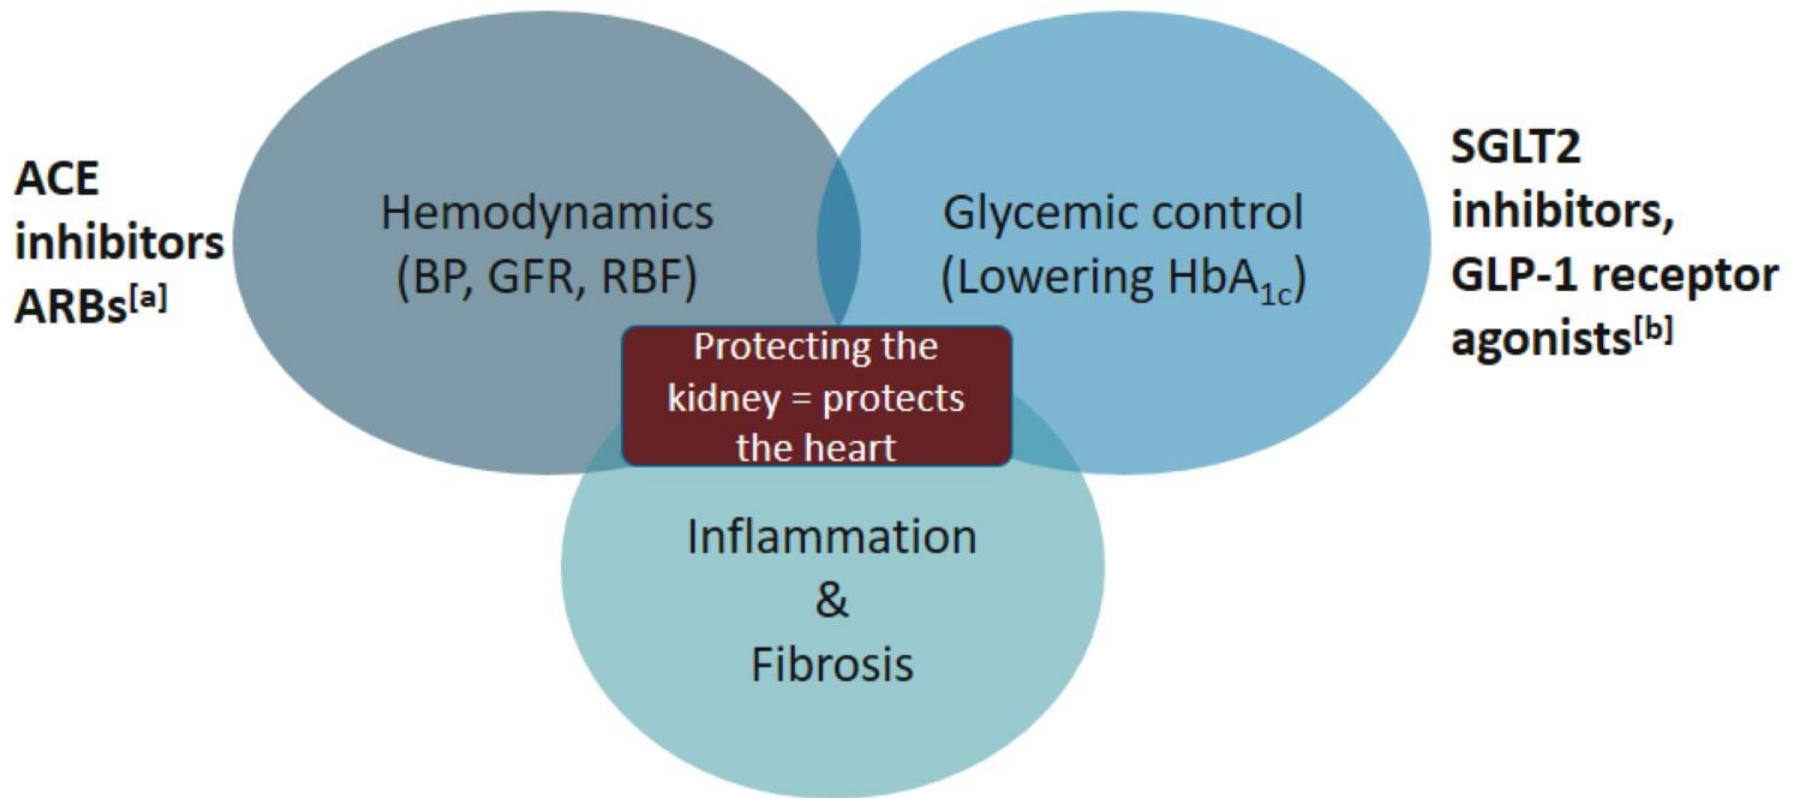 ACE
inhibitors
ARBs[a]
Hemodynamics
(BP, GFR, RBF)
Glycemic control
(Lowering HbA1c)
SGLT2
inhibitors,
GLP-1 receptor
agonists[b]
Protecting the
kidney = protects
the heart
Inflammation
&
Fibrosis